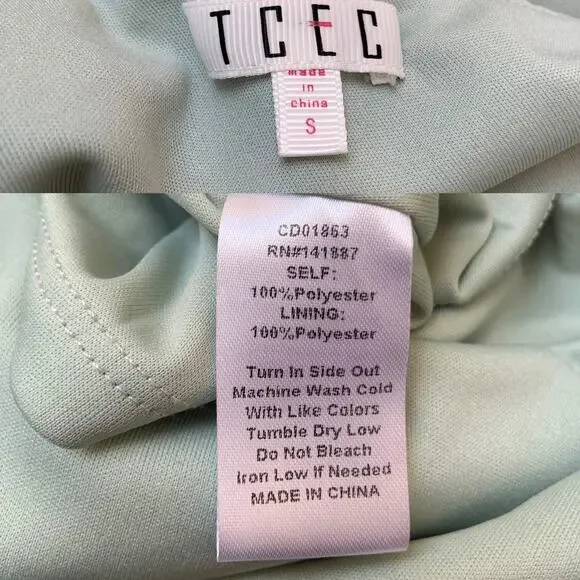 TCEC
made
in
china
S
CD01863
RN#141887
SELF:
100%Polyester
LINING:
100%Polyester
Turn In Side Out
Machine Wash Cold
With Like Colors
Tumble Dry Low
Do Not Bleach
Iron Low If Needed
MADE IN CHINA